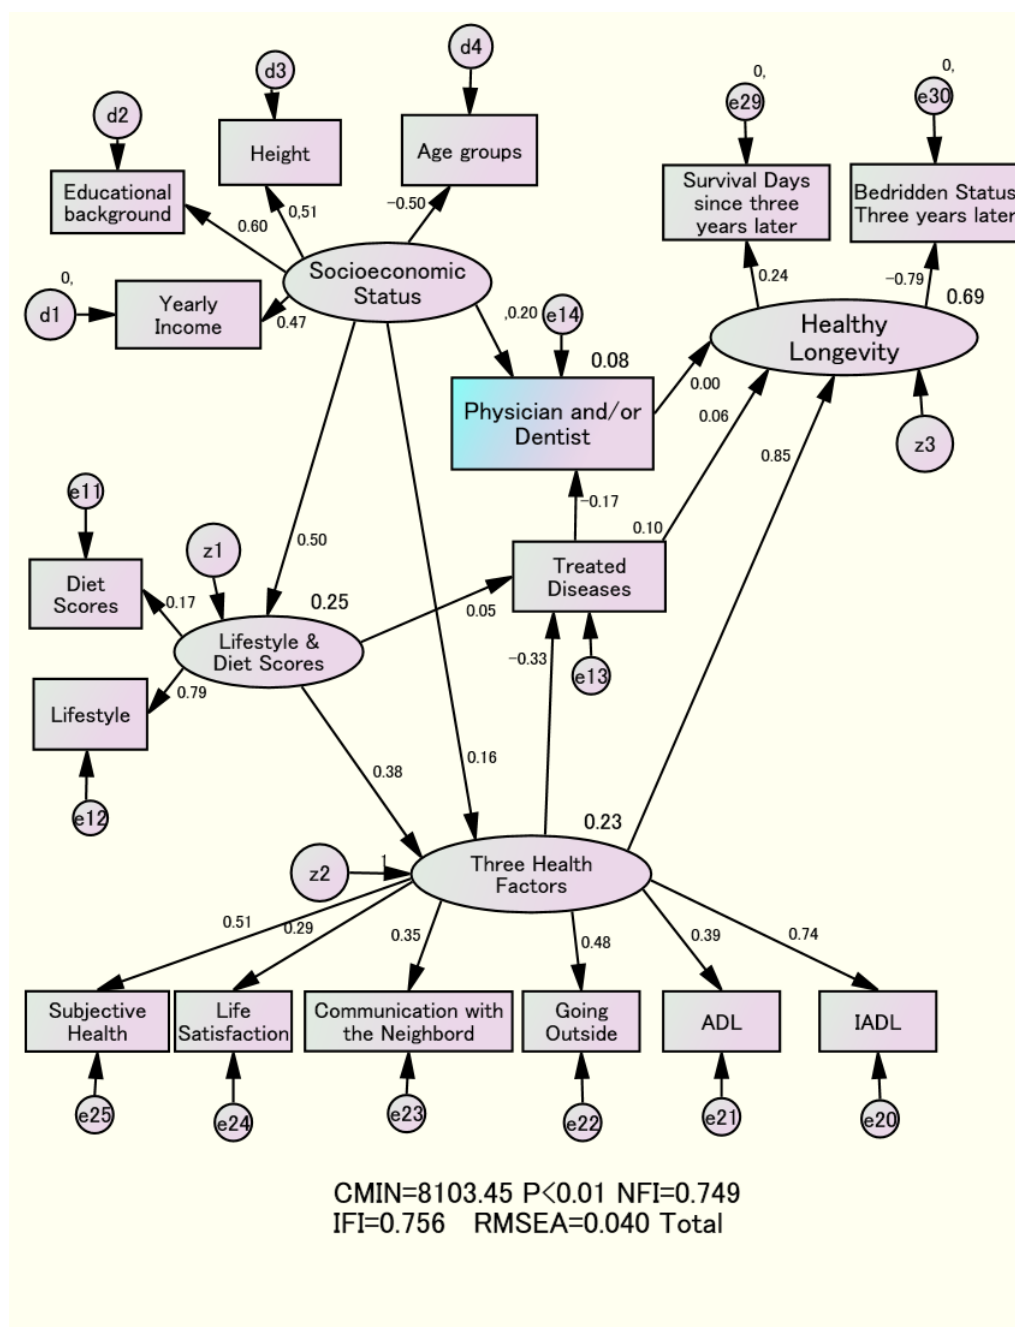 d4
d3
0,
0,
d2
e29
e30
Height
Age groups
Educational
background
Survival Days
since three
years later
Bedridden Status
Three years later
0.60
0,51
-0.50
0.24
-0.79
0.69
Socioeconomic
Status
0,
d1
Yearly
Income
0.47
,0.20
e14
0.08
Healthy
Longevity
0.00
Physician and/or
Dentist
0.06
0.85
z3
-0.17
e11
z1
0.50
0.10
Diet
Scores
0.17
0.25
Treated
Diseases
0.05
Lifestyle &
Diet Scores
-0.33
e13
Lifestyle
0.79
0.38
0.16
e12
0.23
z2
1
Three Health
Factors
0.51
0.29
0.35
0.48
0.39
0.74
Subjective
Health
Life
Satisfaction
Communication with
the Neighbord
Going
Outside
ADL
IADL
e25
e24
e23
e22
e21
e20
CMIN=8103.45 P<0.01 NFI=0.749
IFI=0.756 RMSEA=0.040 Total